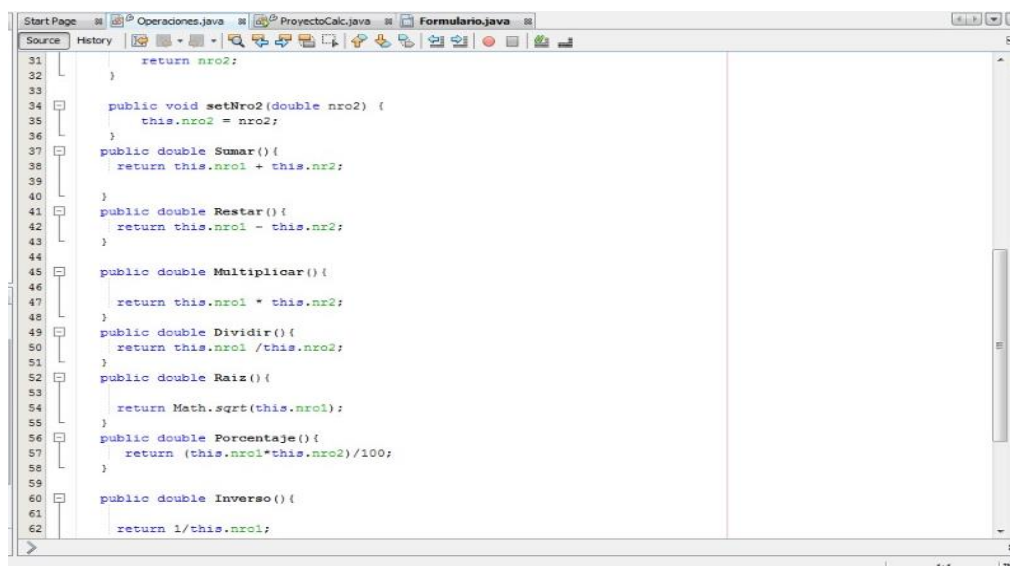 Start Page Operaciones.java ProyectoCalc.java Formulario.java
Source History
31 return nro2;
32 }
33
34 public void setNro2(double nro2) {
35 this.nro2 = nro2;
36 }
37 public double Sumar(){
38 return this.nro1 + this.nr2;
39
40 }
41 public double Restar(){
42 return this.nro1 - this.nr2;
43 }
44
45 public double Multiplicar(){
46
47 return this.nro1 * this.nr2;
48 }
49 public double Dividir(){
50 return this.nro1 /this.nro2;
51 }
52 public double Raiz(){
53
54 return Math.sqrt(this.nro1);
55 }
56 public double Porcentaje(){
57 return (this.nro1*this.nro2)/100;
58 }
59
60 public double Inverso(){
61
62 return 1/this.nro1;